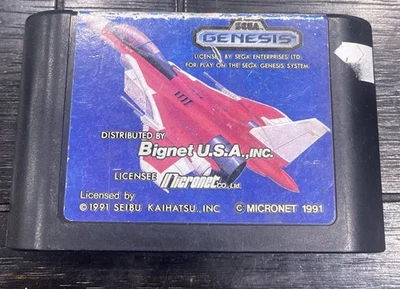 SEGA
GENESIS
LICENSED BY SEGA ENTERPRISES LTD.
FOR PLAY ON THE SEGA GENESIS SYSTEM.
DISTRIBUTED BY
Bignet U.S.A., INC.
LICENSEE Micronet CO., Ltd.
Licensed by
© 1991 SEIBU KAIHATSU., INC © MICRONET 1991